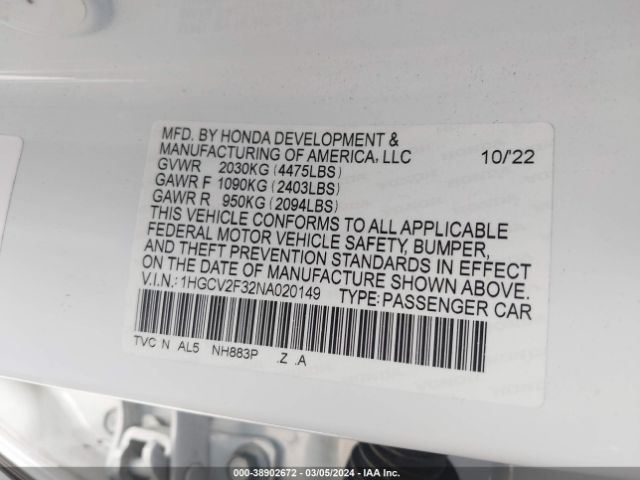 MFD. BY HONDA DEVELOPMENT &
MANUFACTURING OF AMERICA, LLC 10/'22
GVWR 2030KG (4475LBS)
GAWR F 1090KG (2403LBS)
GAWR R 950KG (2094LBS)
THIS VEHICLE CONFORMS TO ALL APPLICABLE
FEDERAL MOTOR VEHICLE SAFETY, BUMPER,
AND THEFT PREVENTION STANDARDS IN EFFECT
ON THE DATE OF MANUFACTURE SHOWN ABOVE.
V.I.N.: 1HGCV2F32NA020149 TYPE: PASSENGER CAR
TVC N AL5 NH883P .Z .A
000-38902672 - 03/05/2024 - IAA Inc.